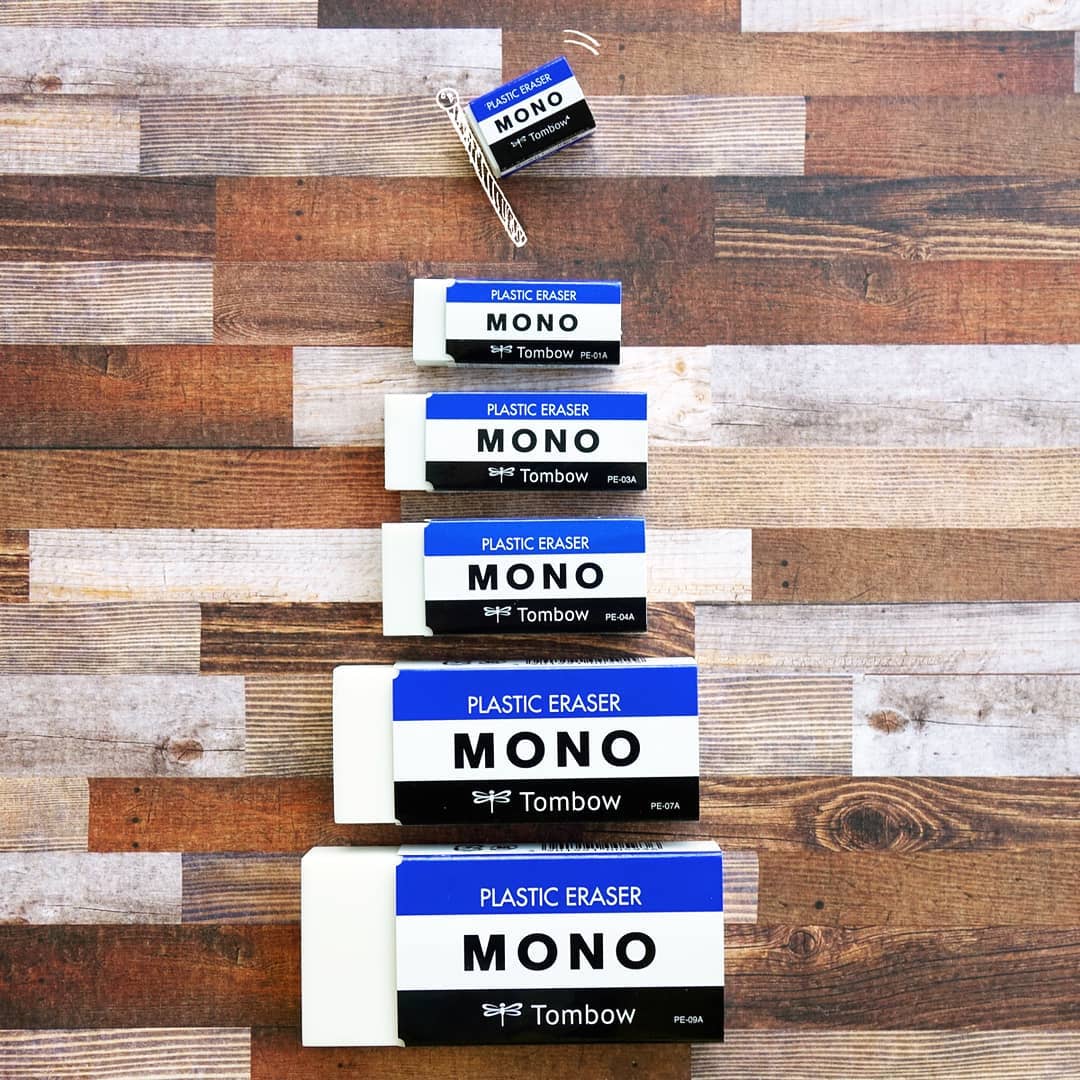 PLASTIC ERASER
MONO
Tombow
PLASTIC ERASER
MONO
Tombow PE-01A
PLASTIC ERASER
MONO
Tombow PE-03A
PLASTIC ERASER
MONO
Tombow PE-04A
PLASTIC ERASER
MONO
Tombow PE-07A
PLASTIC ERASER
MONO
Tombow PE-09A